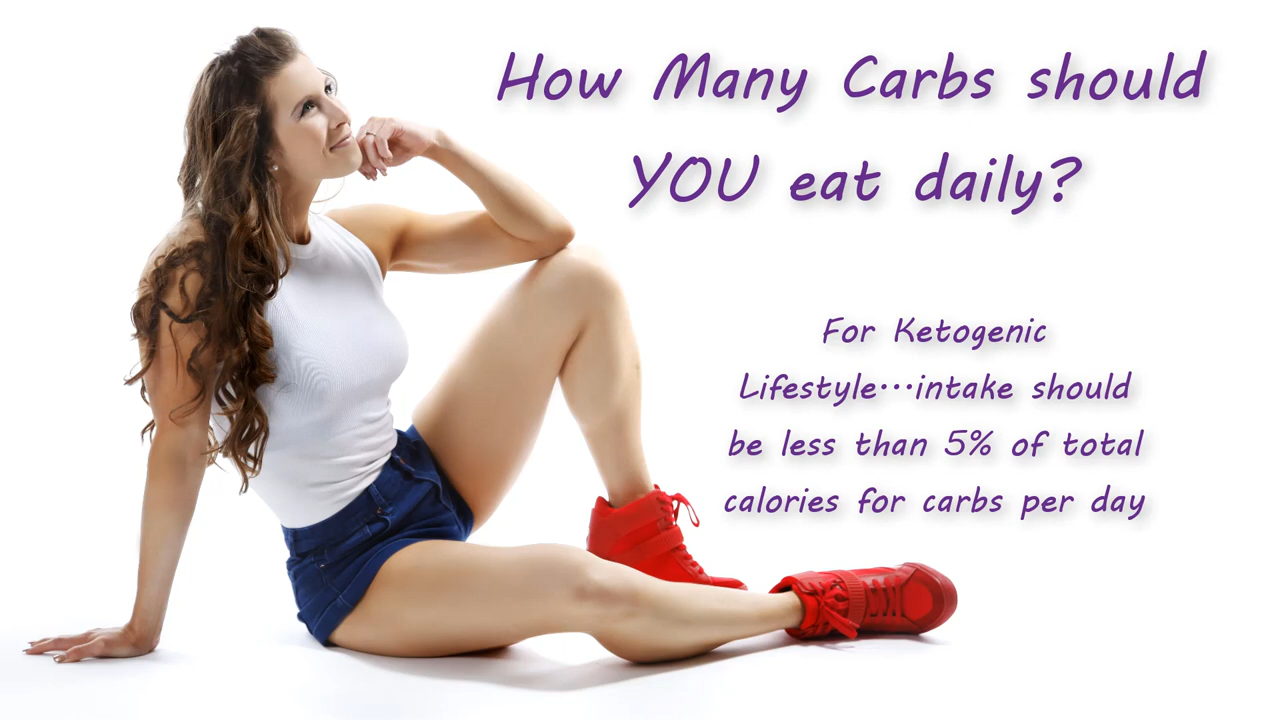 How Many Carbs should
YOU eat daily?
For Ketogenic
Lifestyle...intake should
be less than 5% of total
calories for carbs per day